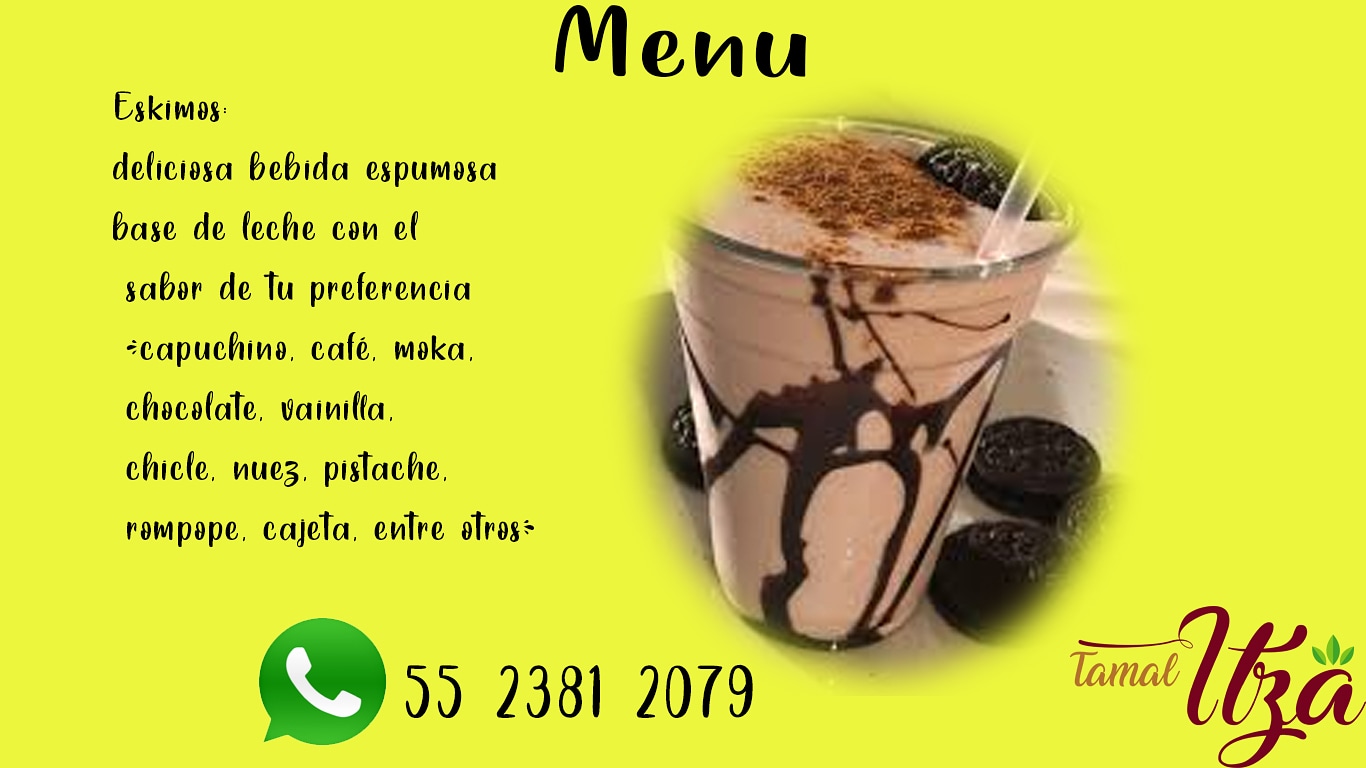 Menu
Eskimos:
deliciosa bebida espumosa
base de leche con el
sabor de tu preferencia
capuchino, café, moka,
chocolate, vainilla,
chicle, nuez, pistache,
rompope, cajeta, entre otros
55 2381 2079
Tamal Itza